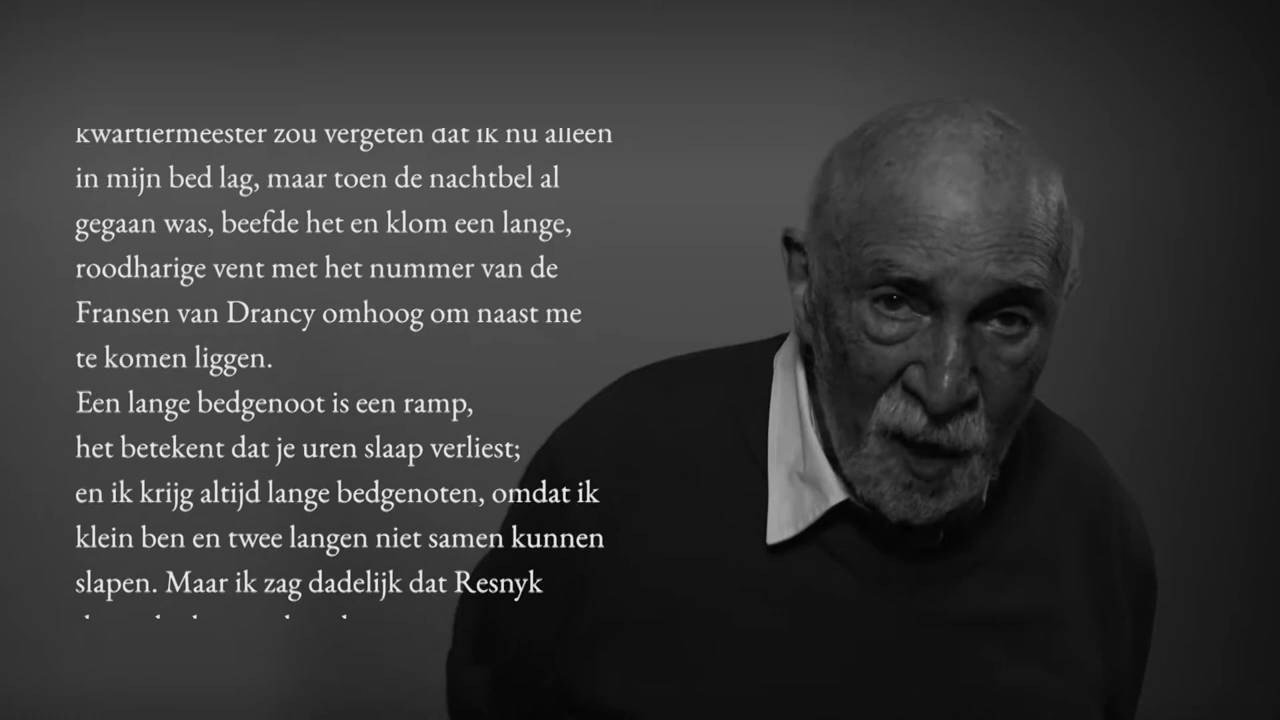 kwartiermeester zou vergeten dat ik nu alleen
in mijn bed lag, maar toen de nachtbel al
gegaan was, beefde het en klom een lange,
roodharige vent met het nummer van de
Fransen van Drancy omhoog om naast me
te komen liggen.
Een lange bedgenoot is een ramp,
het betekent dat je uren slaap verliest;
en ik krijg altijd lange bedgenoten, omdat ik
klein ben en twee langen niet samen kunnen
slapen. Maar ik zag dadelijk dat Resnyk